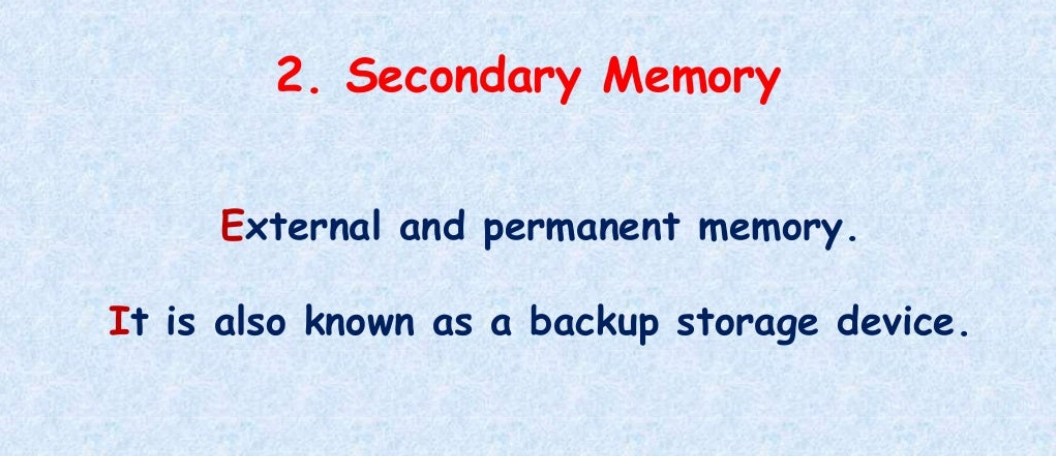 2. Secondary Memory
External and permanent memory.
It is also known as a backup storage device.